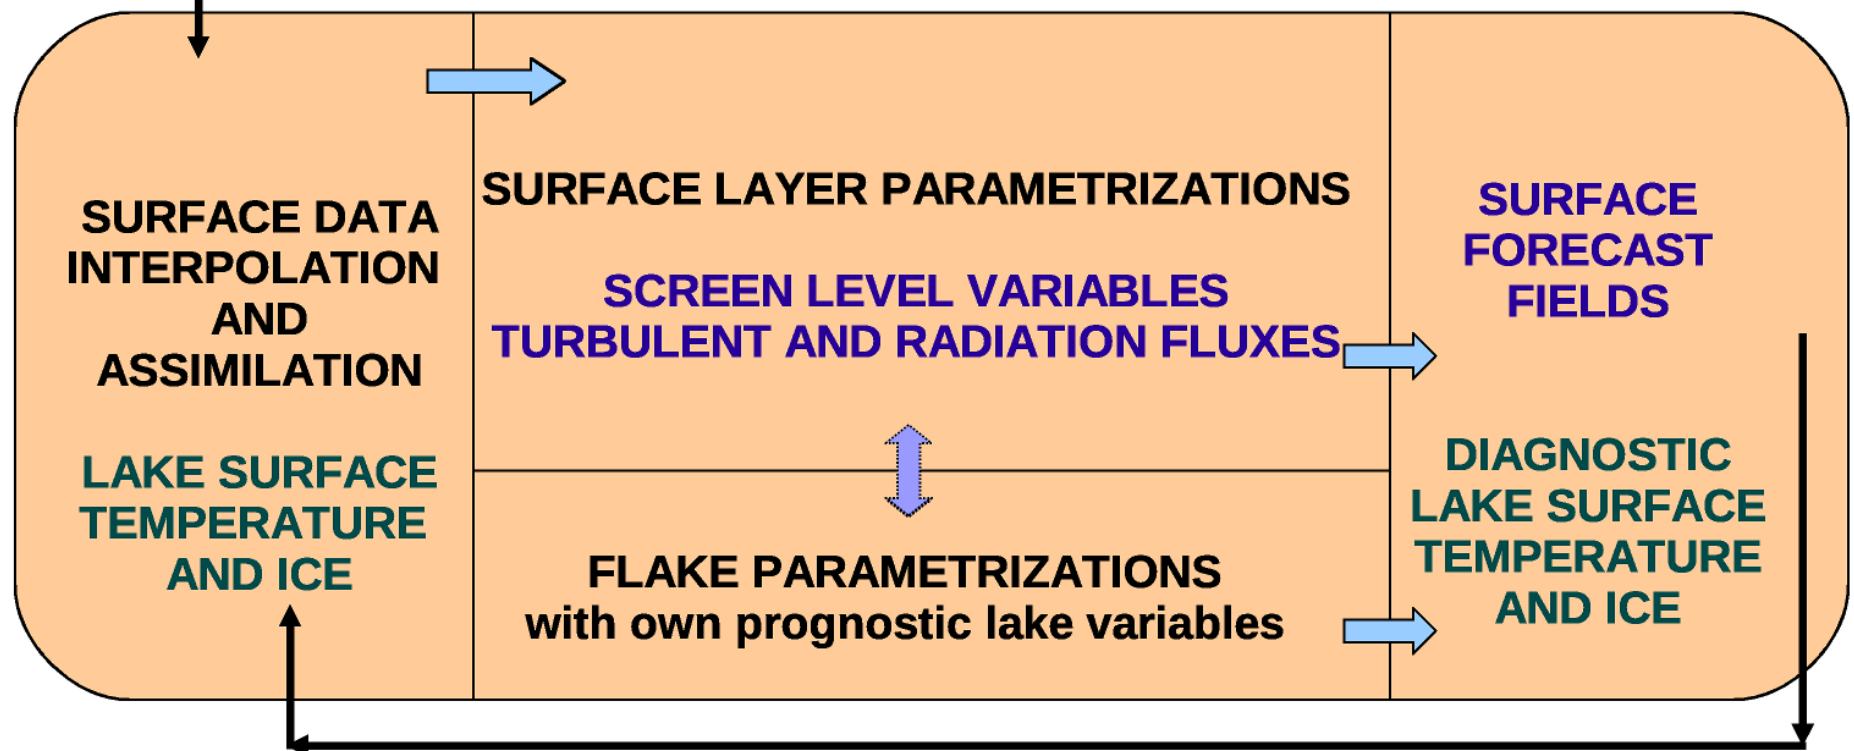 SURFACE DATA
INTERPOLATION
AND
ASSIMILATION
LAKE SURFACE
TEMPERATURE
AND ICE
SURFACE LAYER PARAMETRIZATIONS
SCREEN LEVEL VARIABLES
TURBULENT AND RADIATION FLUXES
FLAKE PARAMETRIZATIONS
with own prognostic lake variables
SURFACE
FORECAST
FIELDS
DIAGNOSTIC
LAKE SURFACE
TEMPERATURE
AND ICE